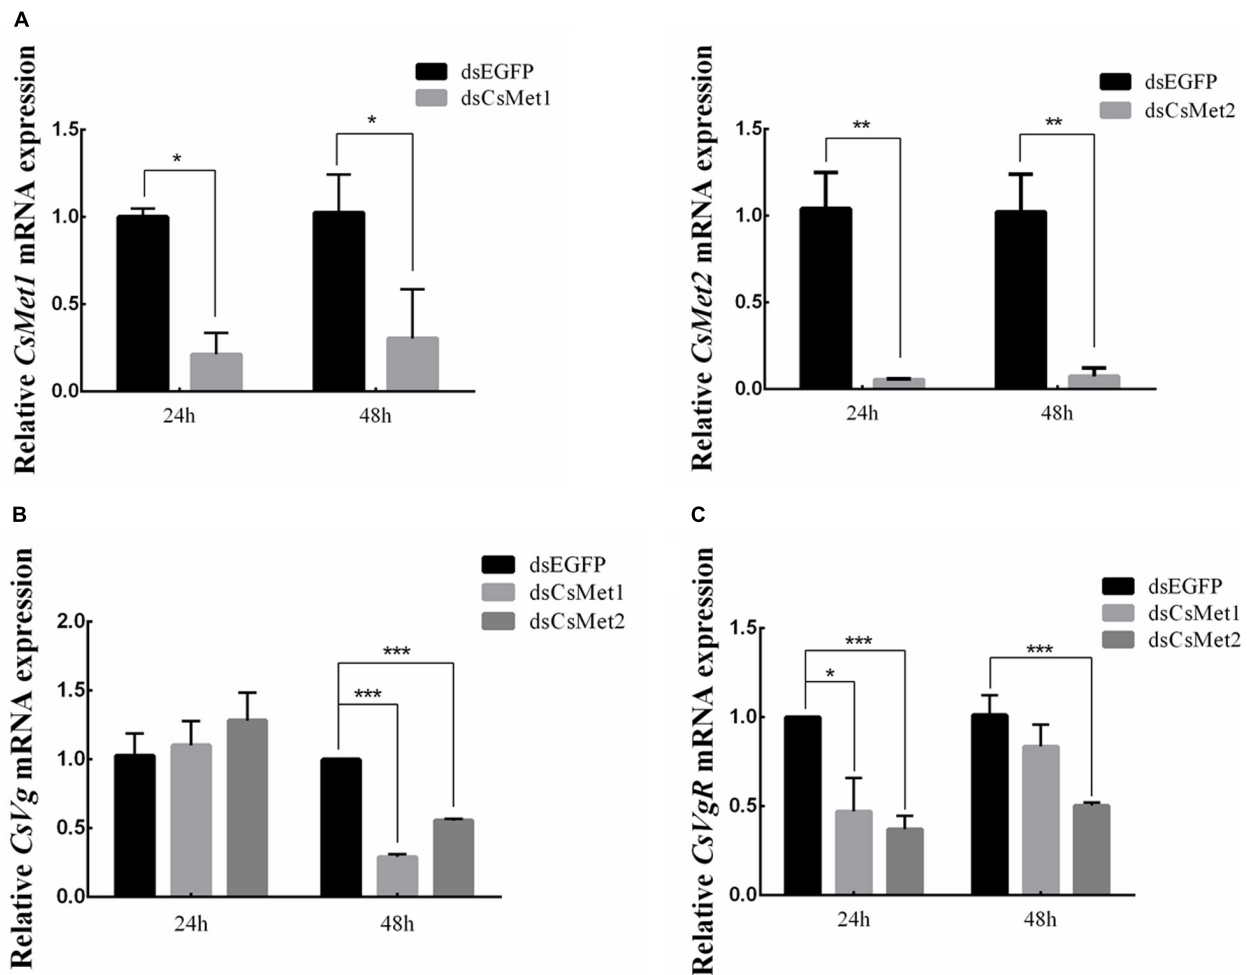 A
Relative CsMet1 mRNA expression
dsEGFP
dsCsMet1
1.5
1.0
0.5
0.0
*
*
24h
48h
Relative CsMet2 mRNA expression
dsEGFP
dsCsMet2
1.5
1.0
0.5
0.0
**
**
24h
48h
B
Relative CsVg mRNA expression
dsEGFP
dsCsMet1
dsCsMet2
2.0
1.5
1.0
0.5
0.0
***
***
24h
48h
C
Relative CsVgR mRNA expression
dsEGFP
dsCsMet1
dsCsMet2
1.5
1.0
0.5
0.0
***
*
***
24h
48h